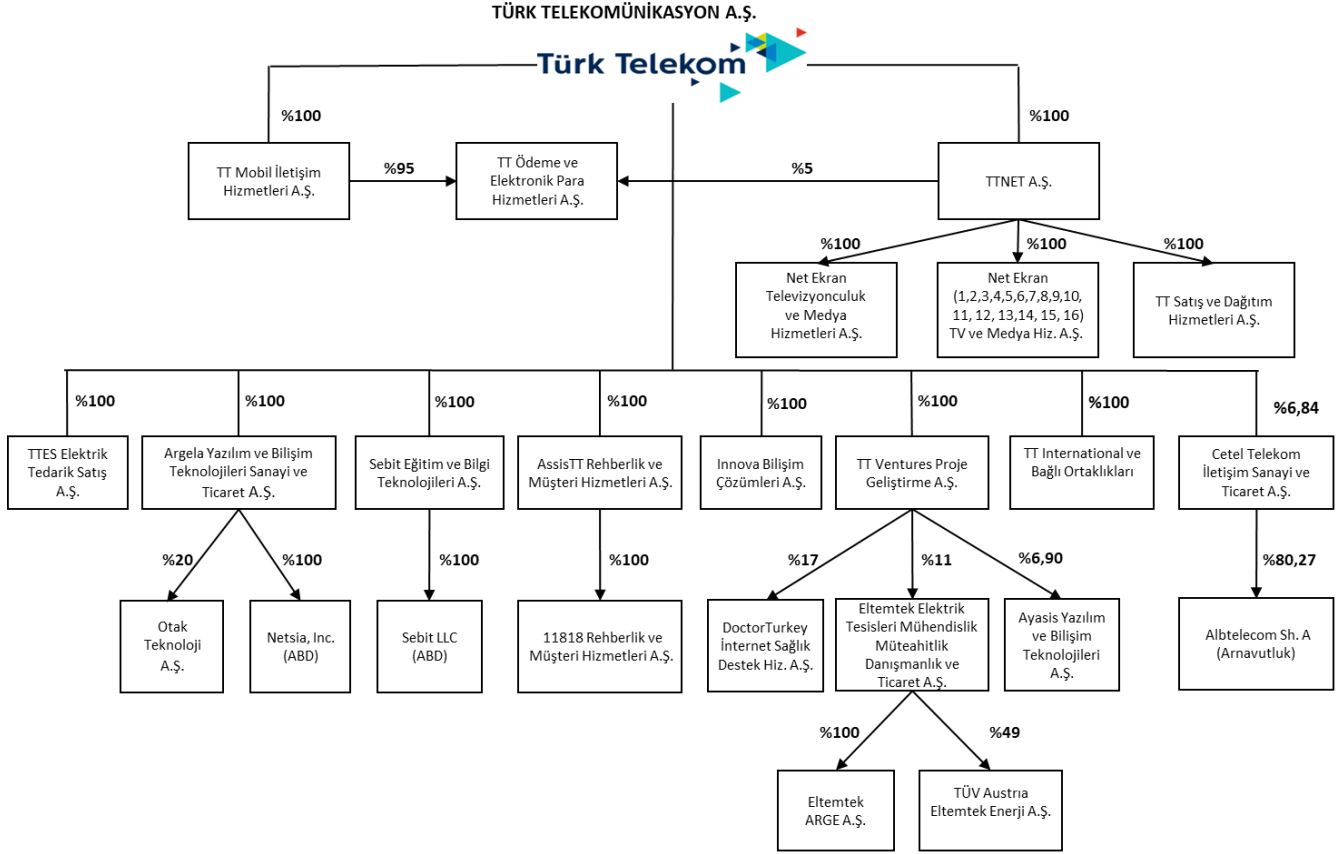 TÜRK TELEKOMÜNİKASYON A.Ş.
Türk Telekom
%100
%100
TT Mobil İletişim
Hizmetleri A.Ş.
%95
TT Ödeme ve
Elektronik Para
Hizmetleri A.Ş.
%5
TTNET A.Ş.
%100
%100
%100
Net Ekran
Televizyonculuk
ve Medya
Hizmetleri A.Ş.
Net Ekran
(1,2,3,4,5,6,7,8,9,10,
11, 12, 13,14, 15, 16)
TV ve Medya Hiz. A.Ş.
TT Satış ve Dağıtım
Hizmetleri A.Ş.
%100
%100
%100
%100
%100
%100
%100
%6,84
TTES Elektrik
Tedarik Satış
A.Ş.
Argela Yazılım ve Bilişim
Teknolojileri Sanayi ve
Ticaret A.Ş.
Sebit Eğitim ve Bilgi
Teknolojileri A.Ş.
AssisTT Rehberlik ve
Müşteri Hizmetleri A.Ş.
Innova Bilişim
Çözümleri A.Ş.
TT Ventures Proje
Geliştirme A.Ş.
TT International ve
Bağlı Ortaklıkları
Cetel Telekom
İletişim Sanayi ve
Ticaret A.Ş.
%20
%100
%100
%100
%17
%11
%6,90
%80,27
Otak
Teknoloji
A.Ş.
Netsia, Inc.
(ABD)
Sebit LLC
(ABD)
11818 Rehberlik ve
Müşteri Hizmetleri A.Ş.
DoctorTurkey
İnternet Sağlık
Destek Hiz. A.Ş.
Eltemtek Elektrik
Tesisleri Mühendislik
Müteahitlik
Danışmanlık ve
Ticaret A.Ş.
Ayasis Yazılım
ve Bilişim
Teknolojileri
A.Ş.
Albtelecom Sh. A
(Arnavutluk)
%100
%49
Eltemtek
ARGE A.Ş.
TÜV Austrıa
Eltemtek Enerji A.Ş.